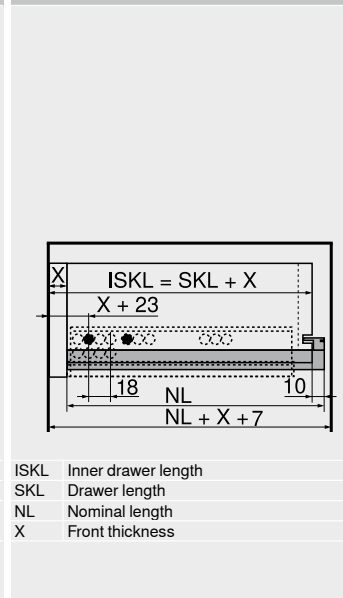 X
ISKL = SKL + X
X + 23
18
10
NL
NL + X + 7
ISKL Inner drawer length
SKL Drawer length
NL Nominal length
X Front thickness